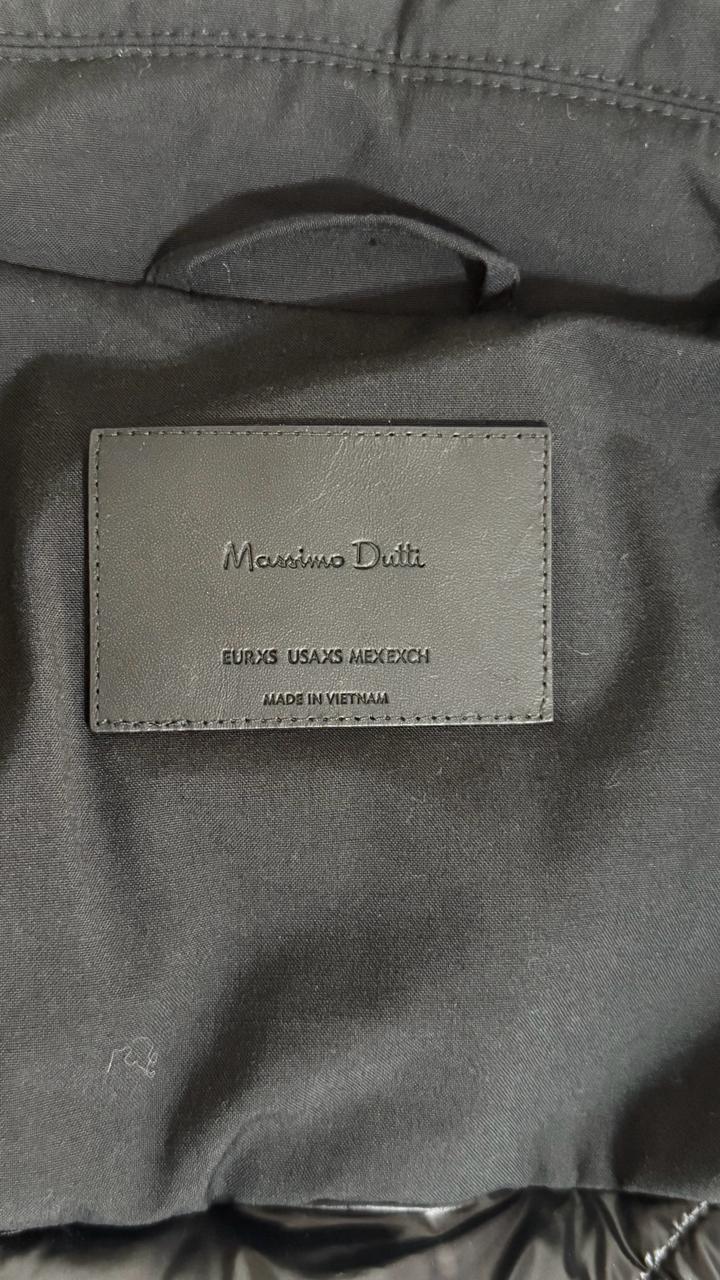 Massimo Dutti
EURXS USAXS MEXEXCH
MADE IN VIETNAM